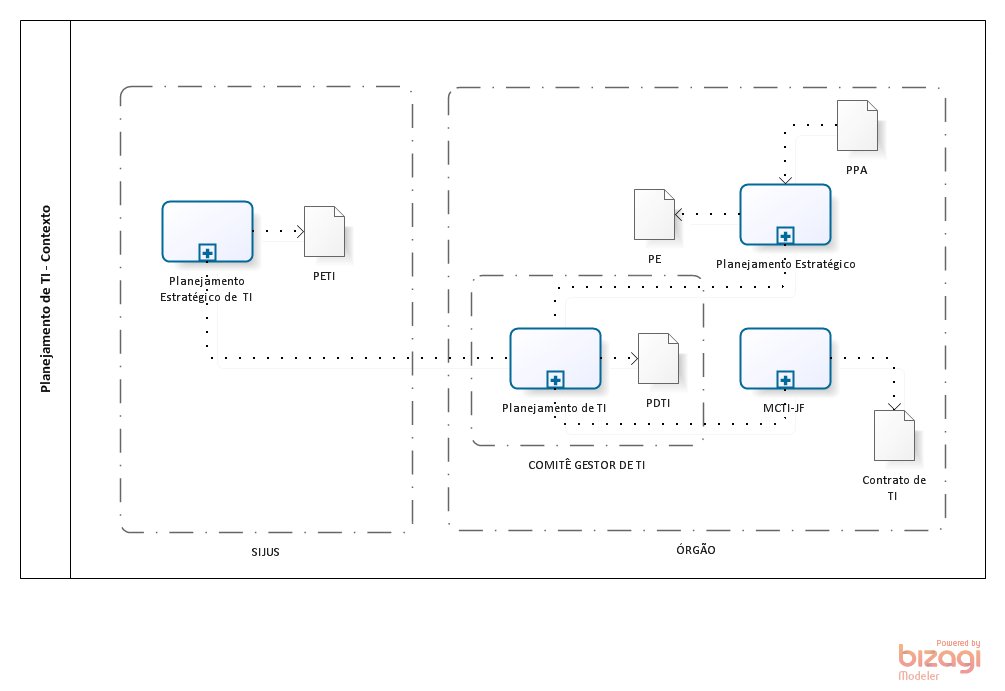 Planejamento de TI - Contexto
PPA
PE
Planejamento Estratégico
Planejamento
Estratégico de TI
PETI
Planejamento de TI
PDTI
MCTI-JF
COMITÊ GESTOR DE TI
Contrato de
TI
SIJUS
ÓRGÃO
Powered by
bizagi
Modeler